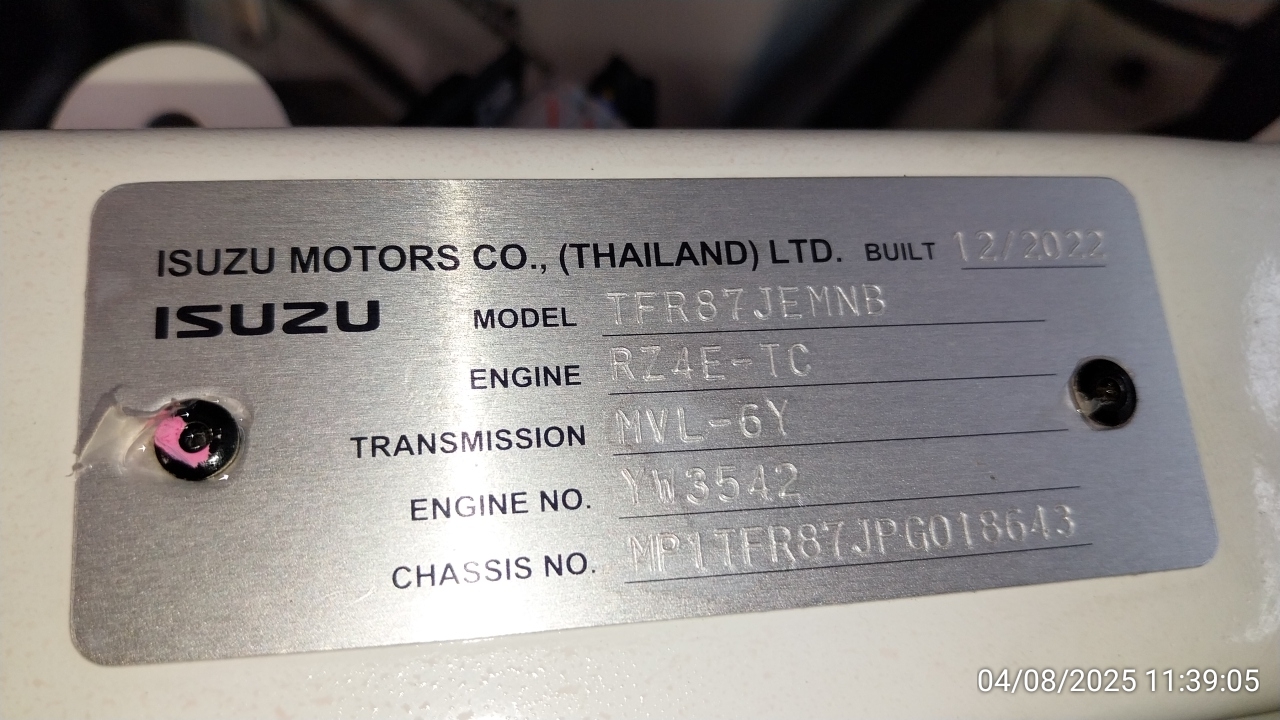 ISUZU MOTORS CO., (THAILAND) LTD. BUILT 12/2022
ISUZU MODEL TFR87JEMNB
ENGINE RZ4E-TC
TRANSMISSION MVL-6Y
ENGINE NO. YW3542
CHASSIS NO. MP1TFR87JPG018643
04/08/2025 11:39:05